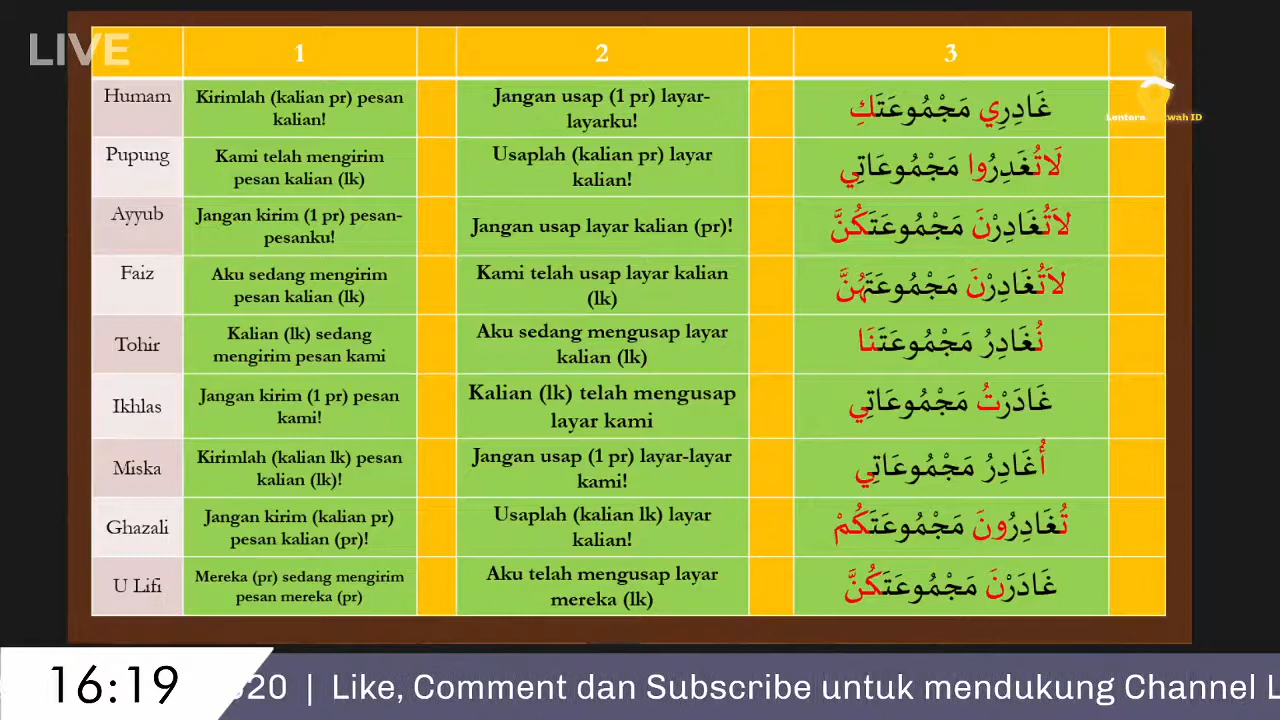 LIVE
1 2 3
Humam
Kirimlah (kalian pr) pesan
kalian!
Jangan usap (1 pr) layar-
layarku!
غَادِرِي مَجْمُوعَتَكِ
Pupung
Kami telah mengirim
pesan kalian (lk)
Usaplah (kalian pr) layar
kalian!
لَاتُغَدِرُوا مَجْمُوعَاتِي
Ayyub
Jangan kirim (1 pr) pesan-
pesanku!
Jangan usap layar kalian (pr)!
لاَتُغَادِرْنَ مَجْمُوعَتَكُنَّ
Faiz
Aku sedang mengirim
pesan kalian (lk)
Kami telah usap layar kalian
(lk)
لاَتُغَادِرْنَ مَجْمُوعَتَهُنَّ
Tohir
Kalian (lk) sedang
mengirim pesan kami
Aku sedang mengusap layar
kalian (lk)
نُغَادِرُ مَجْمُوعَتَنَا
Ikhlas
Jangan kirim (1 pr) pesan
kami!
Kalian (lk) telah mengusap
layar kami
غَادَرْتُ مَجْمُوعَاتِي
Miska
Kirimlah (kalian lk) pesan
kalian (lk)!
Jangan usap (1 pr) layar-layar
kami!
أُغَادِرُ مَجْمُوعَاتِي
Ghazali
Jangan kirim (kalian pr)
pesan kalian (pr)!
Usaplah (kalian lk) layar
kalian!
تُغَادِرُونَ مَجْمُوعَتَكُمْ
U Lifi
Mereka (pr) sedang mengirim
pesan mereka (pr)
Aku telah mengusap layar
mereka (lk)
غَادَرْنَ مَجْمُوعَتَكُنَّ
16:19
020 | Like, Comment dan Subscribe untuk mendukung Channel L